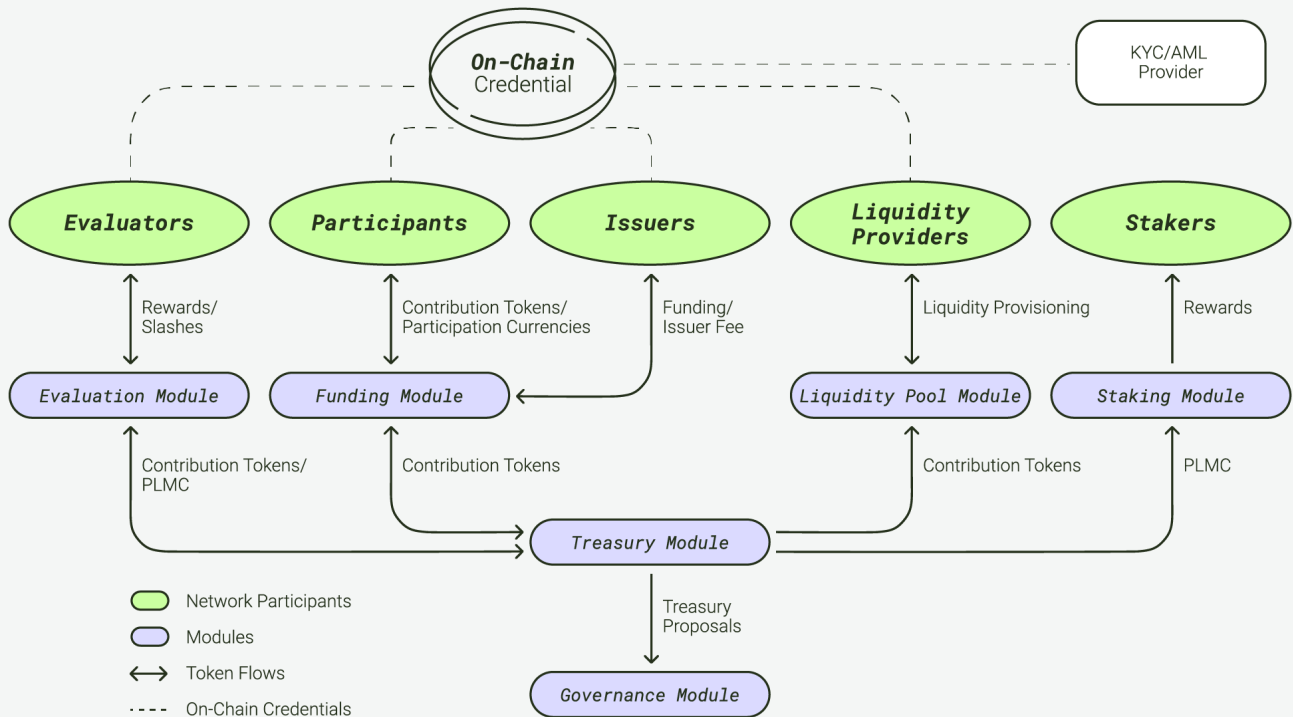 On-Chain
Credential
KYC/AML
Provider
Evaluators
Participants
Issuers
Liquidity
Providers
Stakers
Rewards/
Slashes
Contribution Tokens/
Participation Currencies
Funding/
Issuer Fee
Liquidity Provisioning
Rewards
Evaluation Module
Funding Module
Liquidity Pool Module
Staking Module
Contribution Tokens/
PLMC
Contribution Tokens
Contribution Tokens
PLMC
Treasury Module
Treasury
Proposals
Governance Module
Network Participants
Modules
Token Flows
On-Chain Credentials